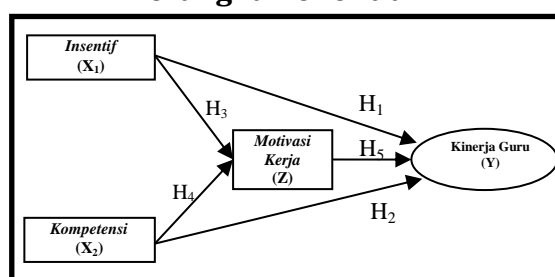 Insentif
(X₁)
H₁
H₃
Motivasi
Kerja
(Z)
H₅
Kinerja Guru
(Y)
H₄
H₂
Kompetensi
(X₂)